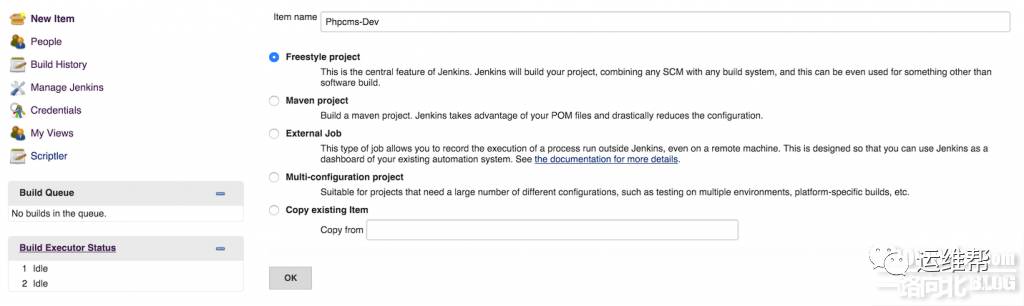 New Item
People
Build History
Manage Jenkins
Credentials
My Views
Scriptler
Build Queue
No builds in the queue.
Build Executor Status
1 Idle
2 Idle
Item name Phpcms-Dev
Freestyle project
This is the central feature of Jenkins. Jenkins will build your project, combining any SCM with any build system, and this can be even used for something other than
software build.
Maven project
Build a maven project. Jenkins takes advantage of your POM files and drastically reduces the configuration.
External Job
This type of job allows you to record the execution of a process run outside Jenkins, even on a remote machine. This is designed so that you can use Jenkins as a
dashboard of your existing automation system. See the documentation for more details.
Multi-configuration project
Suitable for projects that need a large number of different configurations, such as testing on multiple environments, platform-specific builds, etc.
Copy existing Item
Copy from
OK
运维帮
一路向北BLOG